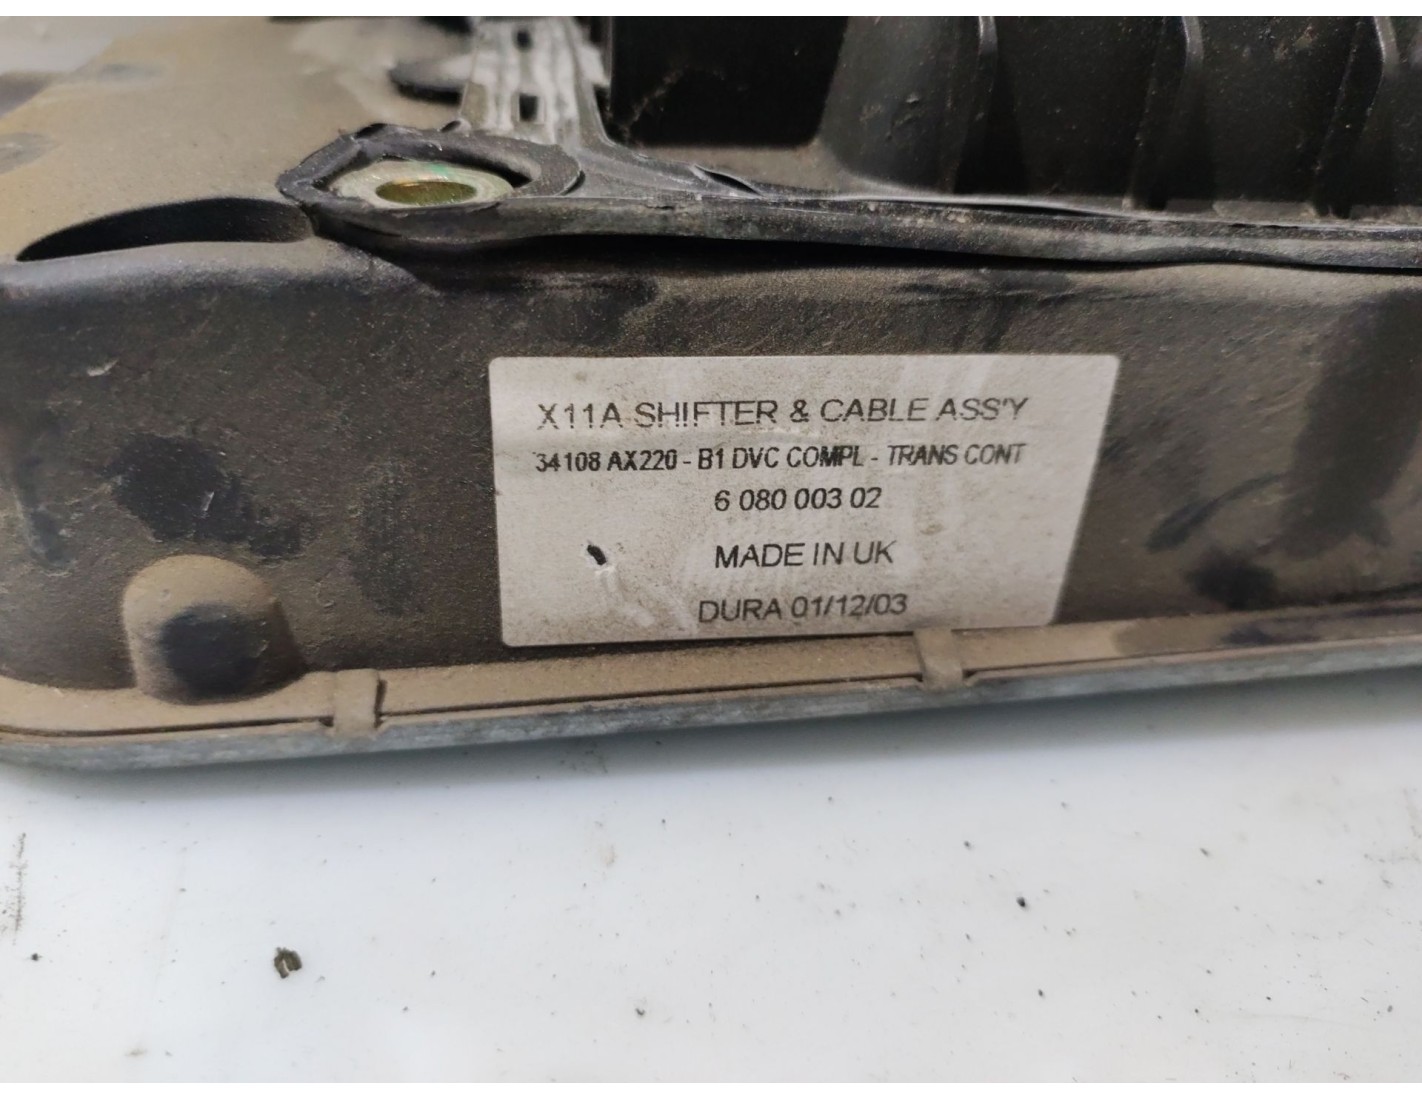 X11A SHIFTER & CABLE ASS'Y
34108 AX220 - B1 DVC COMPL - TRANS CONT
6 080 003 02
MADE IN UK
DURA 01/12/03